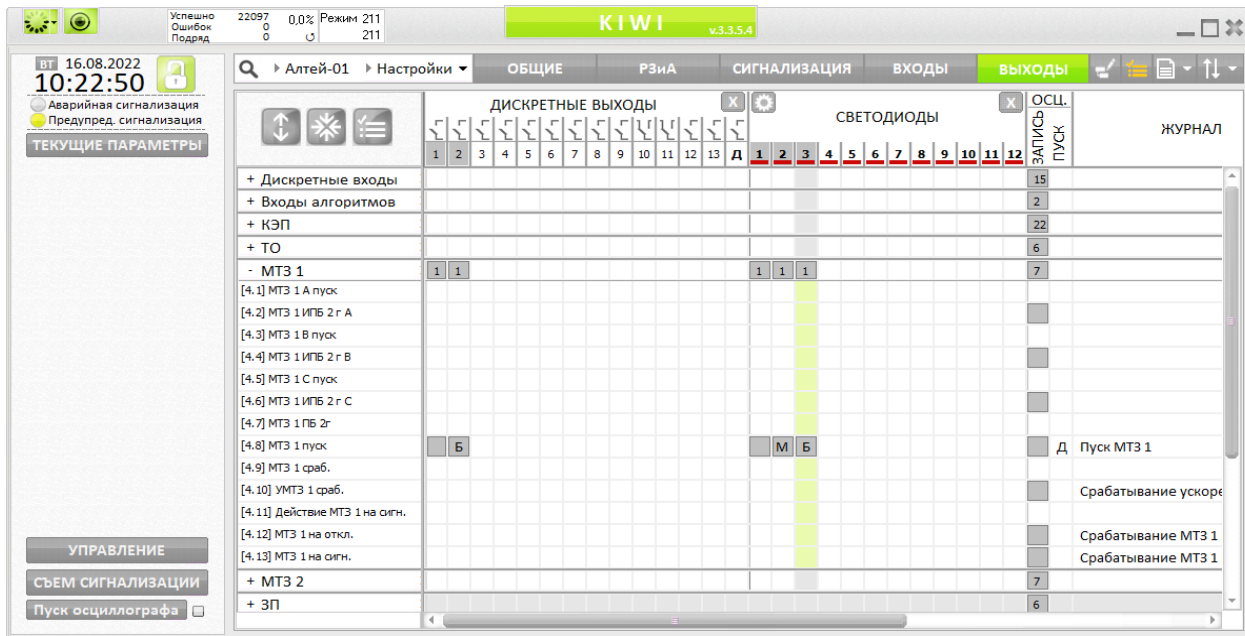 Успешно 22097 0,0% Режим 211
Ошибок 0
Подряд 0 211
KIWI v.3.3.5.4
ВТ 16.08.2022
10:22:50
Аварийная сигнализация
Предупред. сигнализация
ТЕКУЩИЕ ПАРАМЕТРЫ
УПРАВЛЕНИЕ
СЪЕМ СИГНАЛИЗАЦИИ
Пуск осциллографа
Алтей-01 Настройки ОБЩИЕ РЗиА СИГНАЛИЗАЦИЯ ВХОДЫ ВЫХОДЫ
ДИСКРЕТНЫЕ ВЫХОДЫ X СВЕТОДИОДЫ X ОСЦ. ЖУРНАЛ
ЗАПИСЬ ПУСК
1 2 3 4 5 6 7 8 9 10 11 12 13 Д 1 2 3 4 5 6 7 8 9 10 11 12
+ Дискретные входы 15
+ Входы алгоритмов 2
+ КЭП 22
+ ТО 6
- МТЗ 1 1 1 1 1 1 7
[4.1] МТЗ 1 А пуск
[4.2] МТЗ 1 ИПБ 2 г А
[4.3] МТЗ 1 В пуск
[4.4] МТЗ 1 ИПБ 2 г В
[4.5] МТЗ 1 С пуск
[4.6] МТЗ 1 ИПБ 2 г С
[4.7] МТЗ 1 ПБ 2г
[4.8] МТЗ 1 пуск Б М Б Д Пуск МТЗ 1
[4.9] МТЗ 1 сраб.
[4.10] УМТЗ 1 сраб. Срабатывание ускоре
[4.11] Действие МТЗ 1 на сигн.
[4.12] МТЗ 1 на откл. Срабатывание МТЗ 1
[4.13] МТЗ 1 на сигн. Срабатывание МТЗ 1
+ МТЗ 2 7
+ ЗП 6